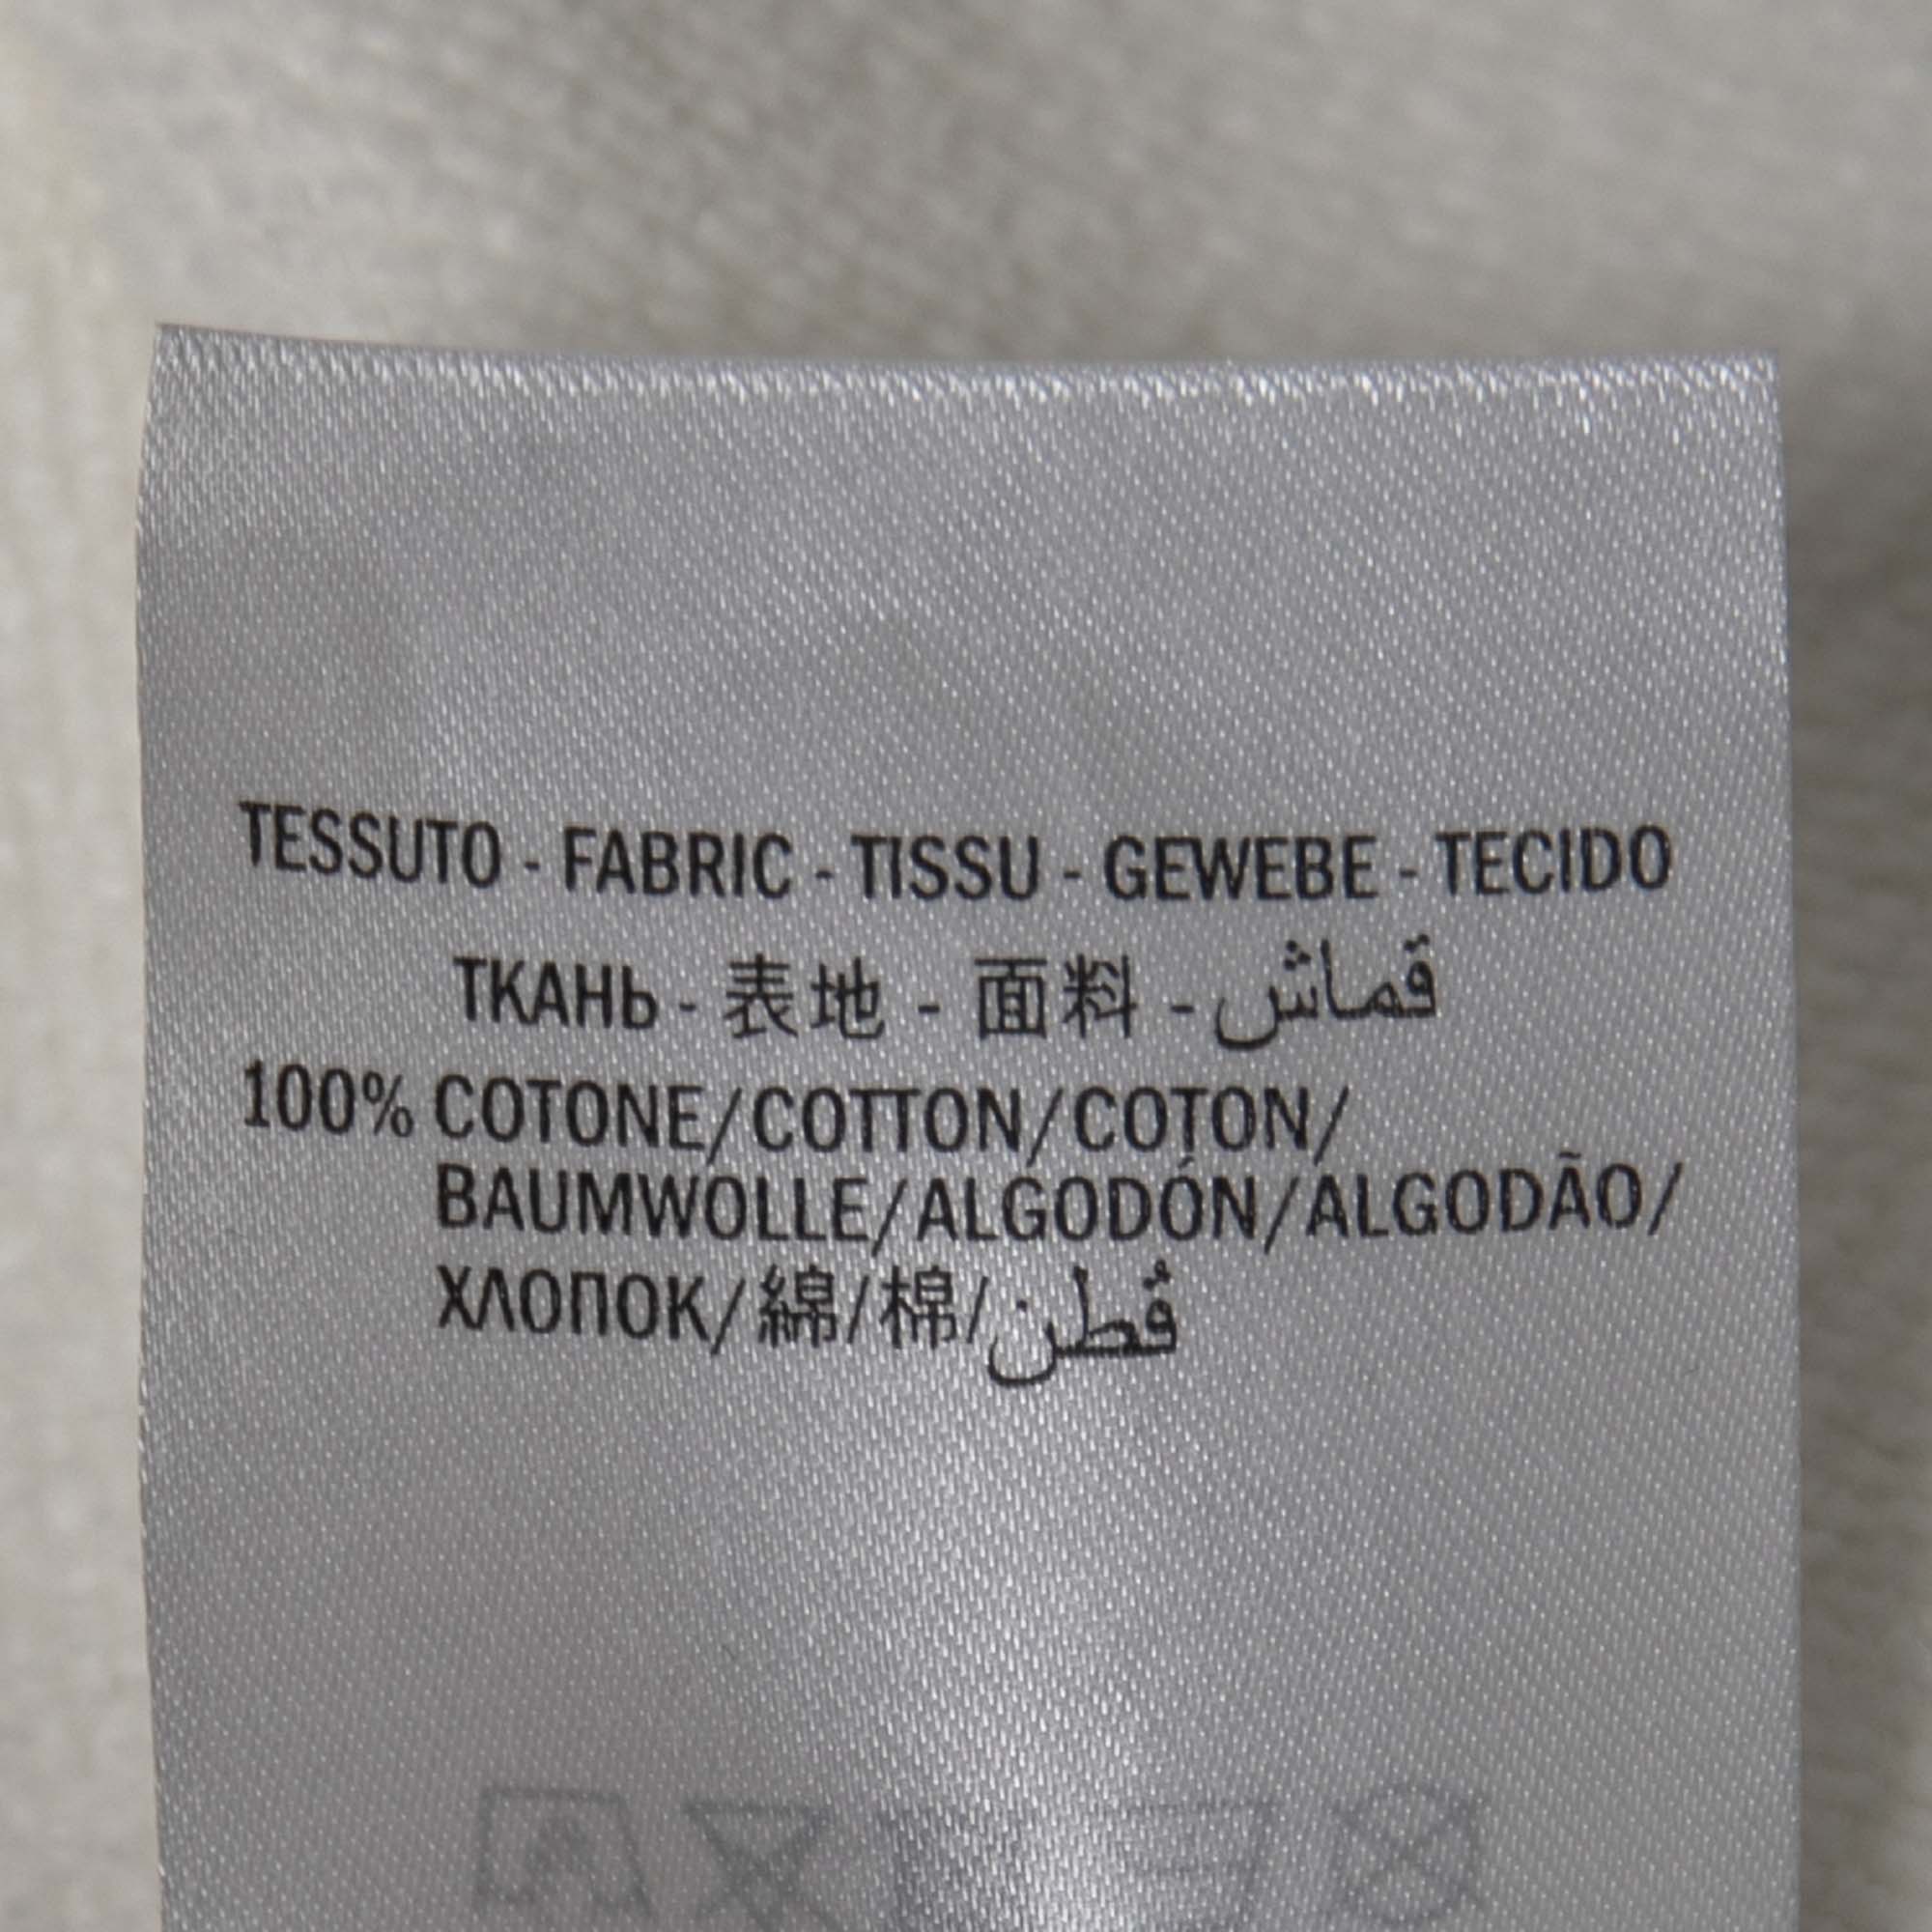 TESSUTO - FABRIC - TISSU - GEWEBE - TECIDO
ТКАНЬ - 表地 - 面料 - قماش
100% COTONE/COTTON/COTON/
BAUMWOLLE/ALGODÓN/ALGODÃO/
ХЛОПОК/綿/棉/قطن